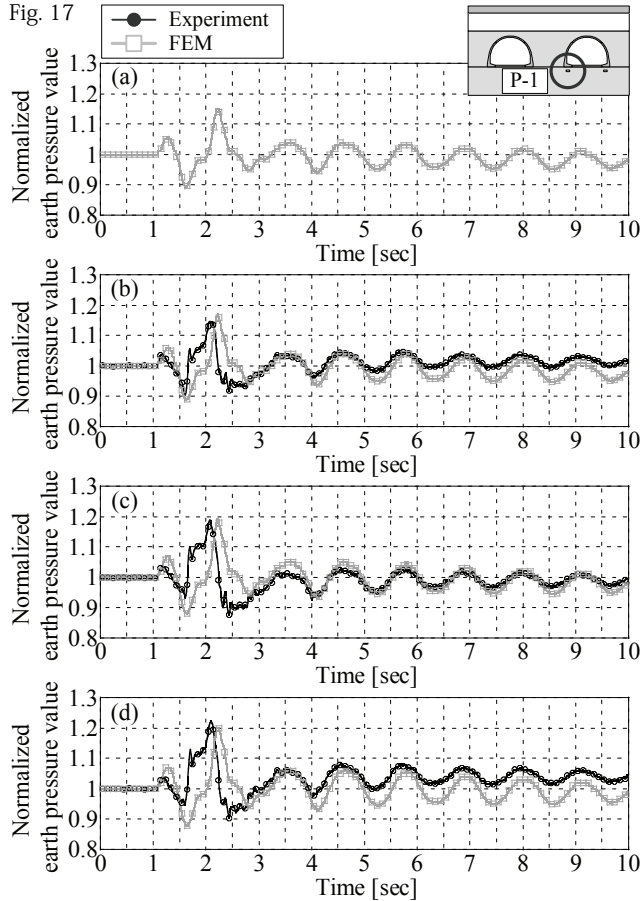 Fig. 17
Experiment
FEM
P-1
(a)
Normalized
earth pressure value
1.3
1.2
1.1
1
0.9
0.8
0 1 2 3 4 5 6 7 8 9 10
Time [sec]
(b)
Normalized
earth pressure value
1.3
1.2
1.1
1
0.9
0.8
0 1 2 3 4 5 6 7 8 9 10
Time [sec]
(c)
Normalized
earth pressure value
1.3
1.2
1.1
1
0.9
0.8
0 1 2 3 4 5 6 7 8 9 10
Time [sec]
(d)
Normalized
earth pressure value
1.3
1.2
1.1
1
0.9
0.8
0 1 2 3 4 5 6 7 8 9 10
Time [sec]